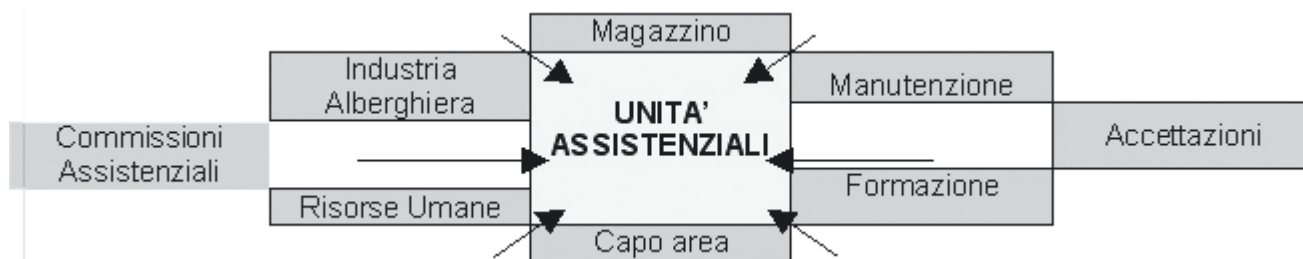 Magazzino
Industria
Alberghiera
Manutenzione
UNITA'
ASSISTENZIALI
Commissioni
Assistenziali
Accettazioni
Risorse Umane
Formazione
Capo area